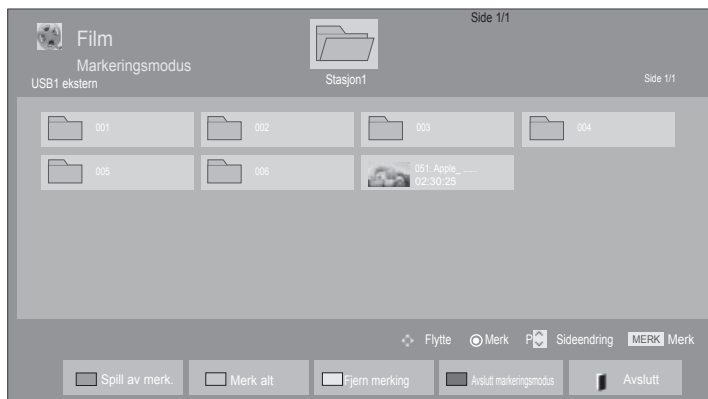 Side 1/1
Film
Markeringsmodus
USB1 ekstern
Stasjon1
Side 1/1
001
002
003
004
005
006
051. Apple_ ......
02:30:25
Flytte
Merk
P
Sideendring
MERK Merk
Spill av merk.
Merk alt
Fjern merking
Avslutt markeringsmodus
Avslutt